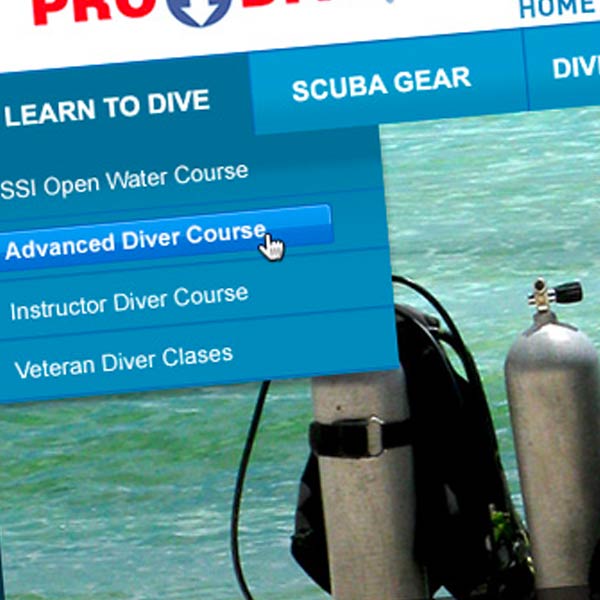 PRO
HOME
LEARN TO DIVE
SCUBA GEAR
SSI Open Water Course
Advanced Diver Course
Instructor Diver Course
Veteran Diver Clases